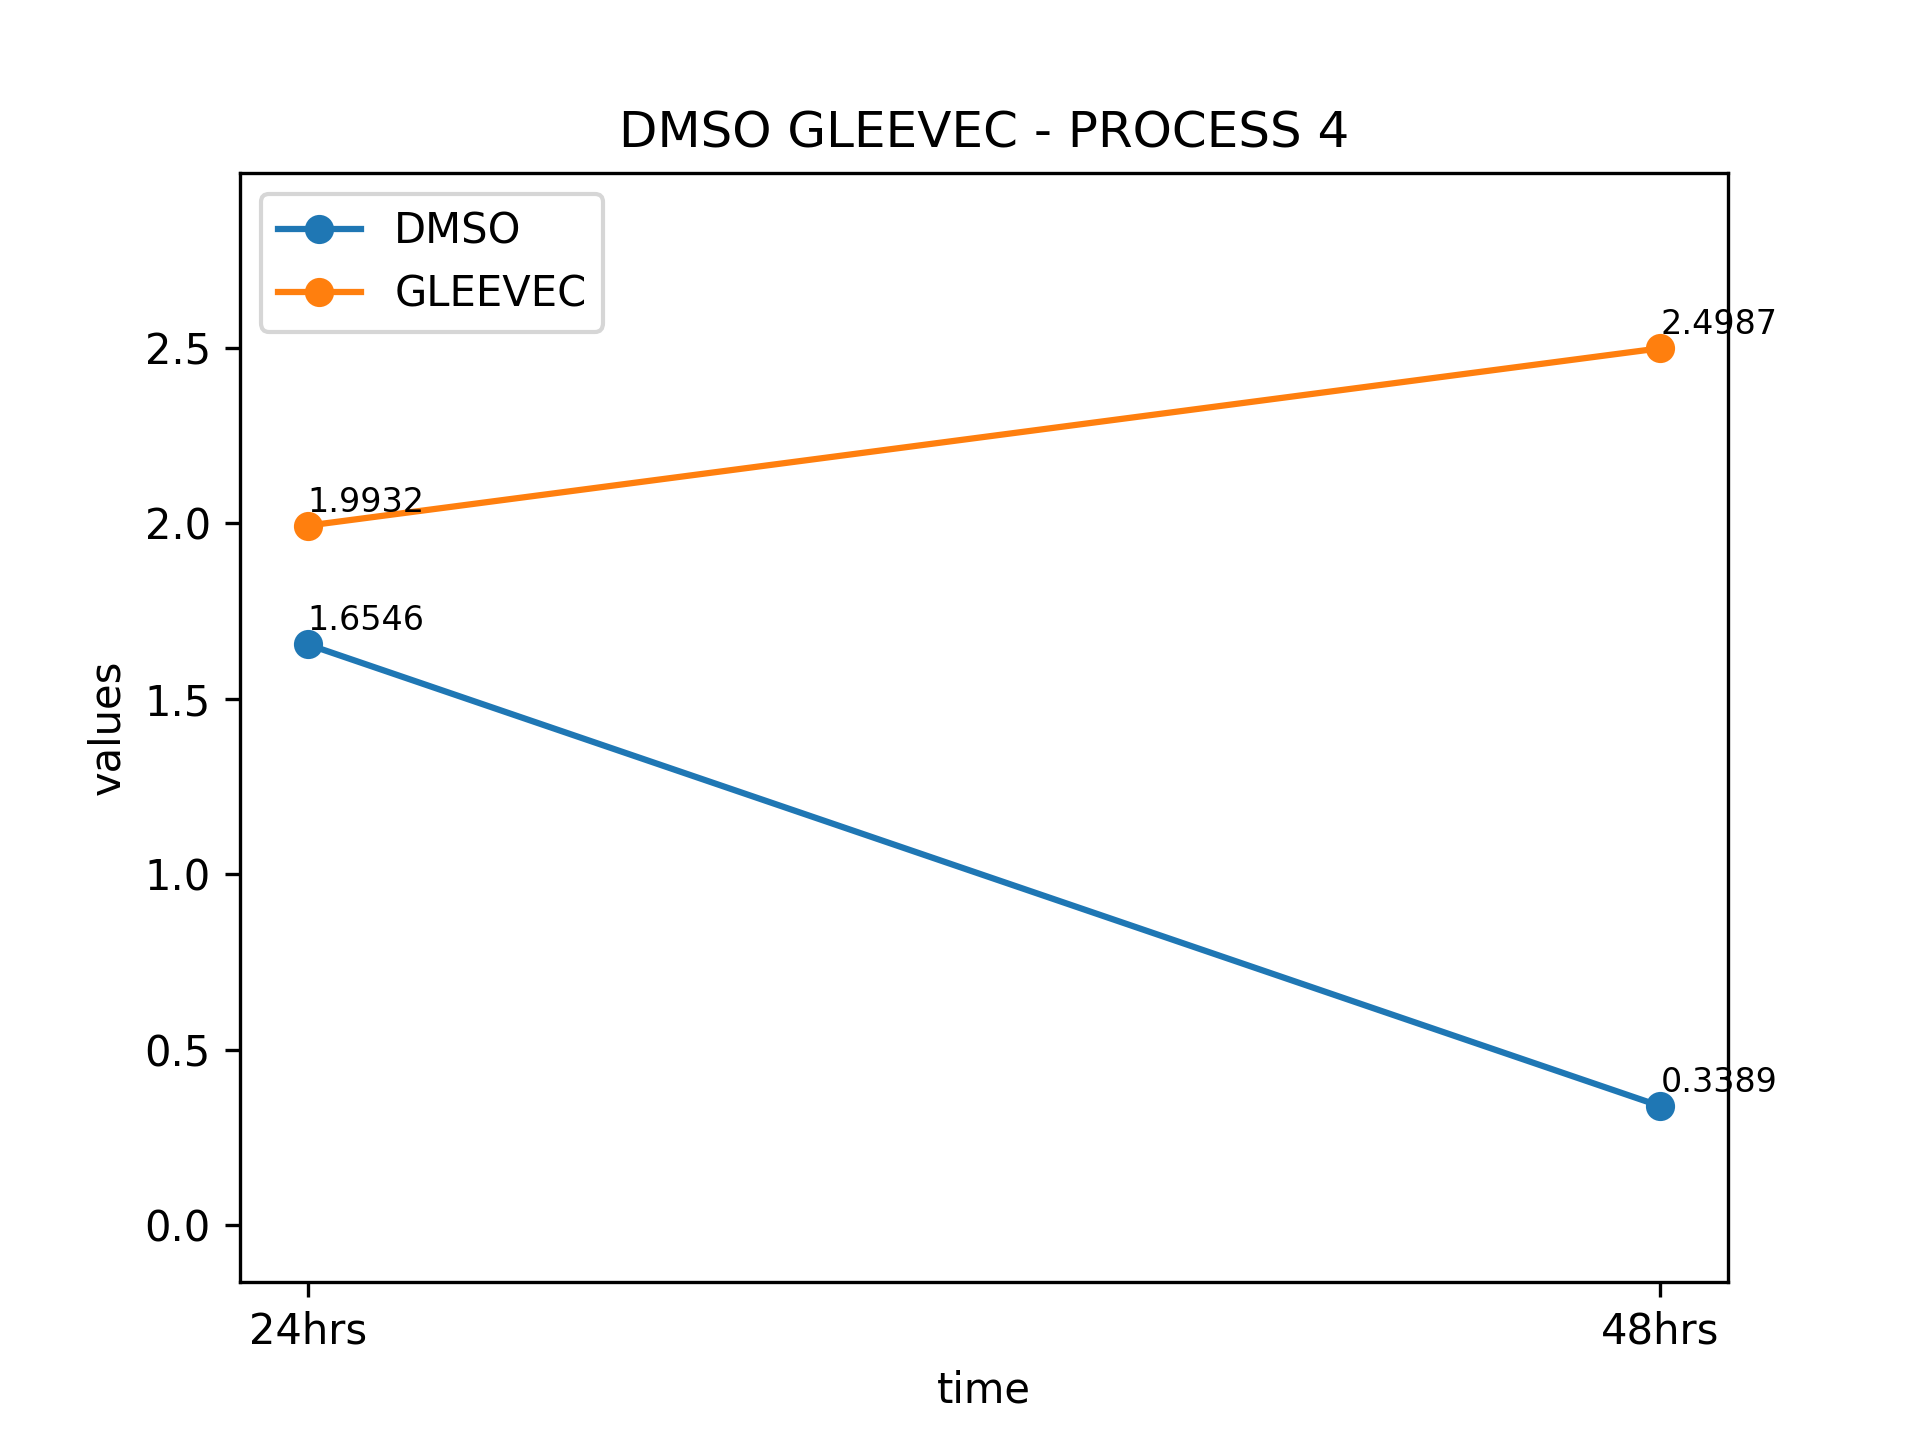 DMSO GLEEVEC - PROCESS 4
DMSO
GLEEVEC
2.4987
2.5
1.9932
2.0
1.6546
1.5
values
1.0
0.5
0.3389
0.0
24hrs
48hrs
time